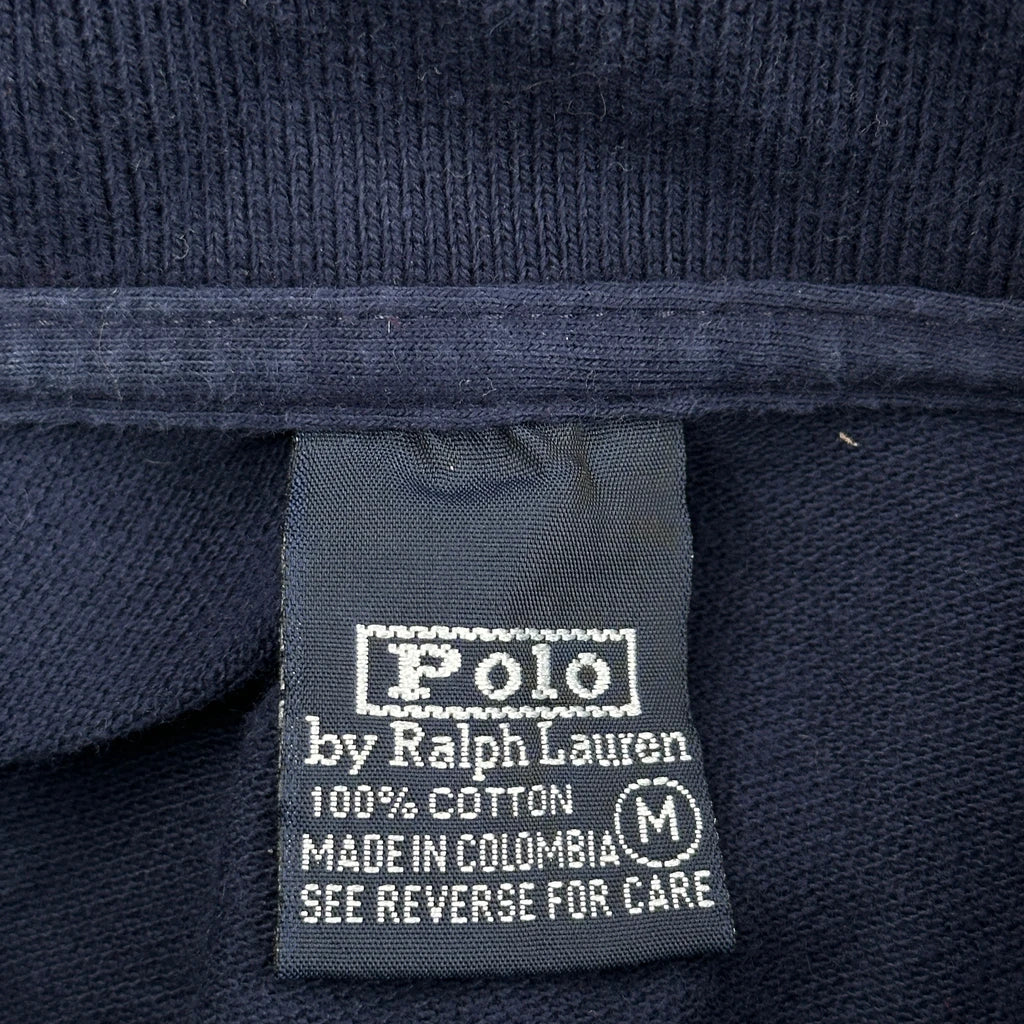 Polo
by Ralph Lauren
100% COTTON
MADE IN COLOMBIA
M
SEE REVERSE FOR CARE